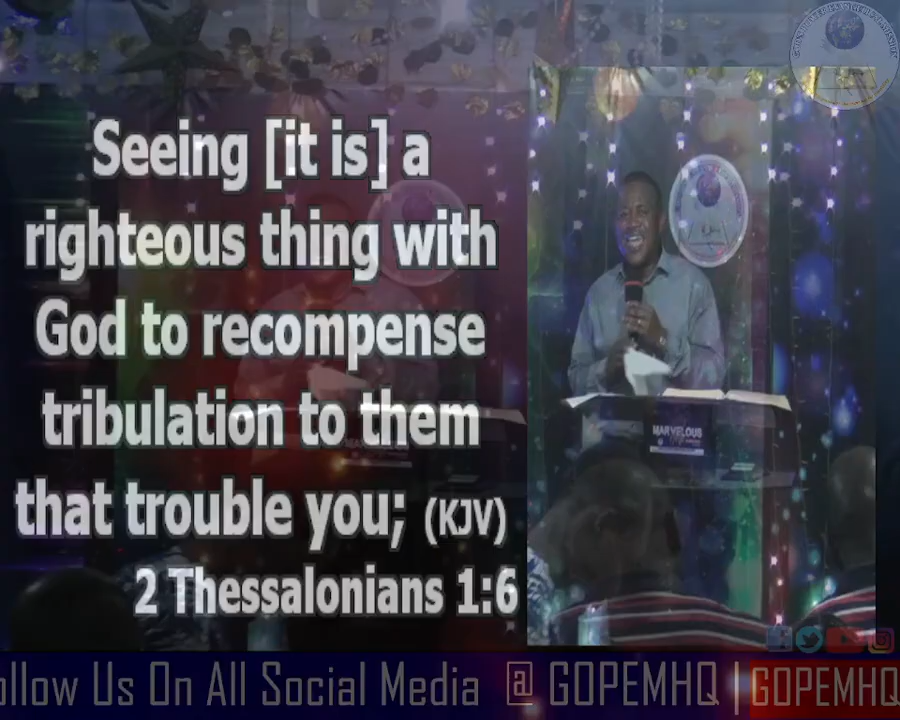 Seeing [it is] a
righteous thing with
God to recompense
tribulation to them
that trouble you; (KJV)
2 Thessalonians 1:6
MARVELOUS
ollow Us On All Social Media @ GOPEMHQ | GOPEMHQ